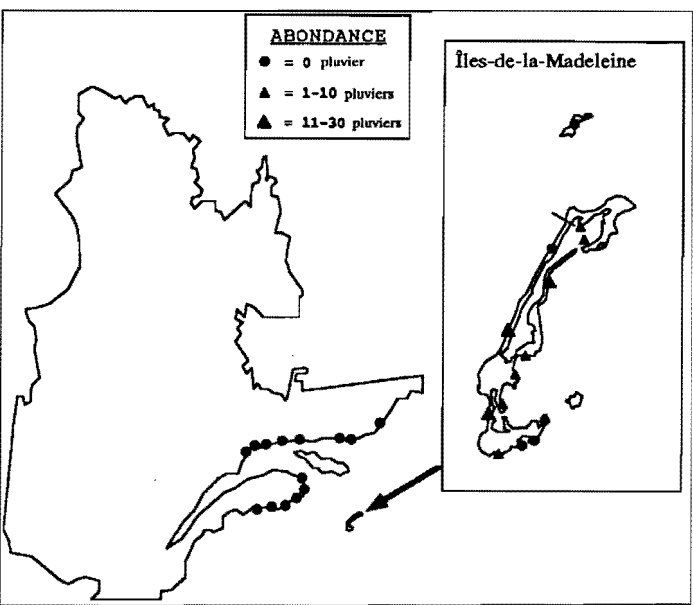 ABONDANCE
● = 0 pluvier
▲ = 1-10 pluviers
▲ = 11-30 pluviers
Îles-de-la-Madeleine